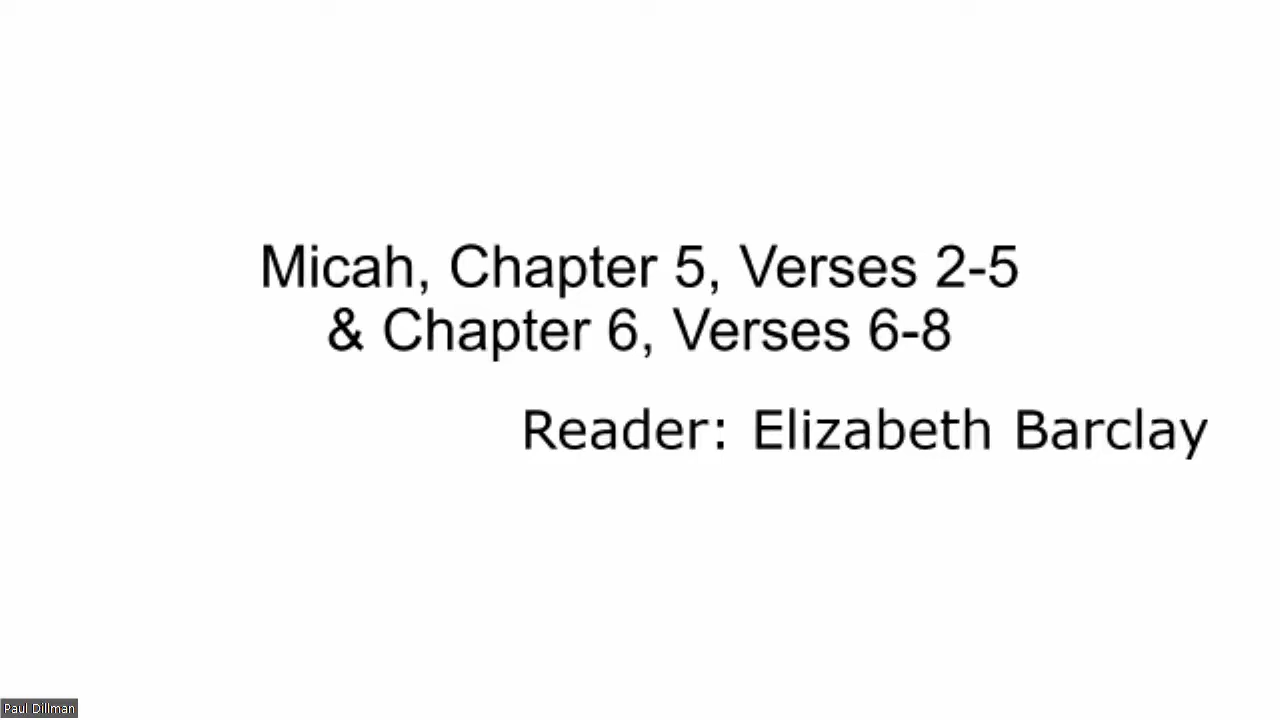 Micah, Chapter 5, Verses 2-5
& Chapter 6, Verses 6-8
Reader: Elizabeth Barclay
Paul Dillman